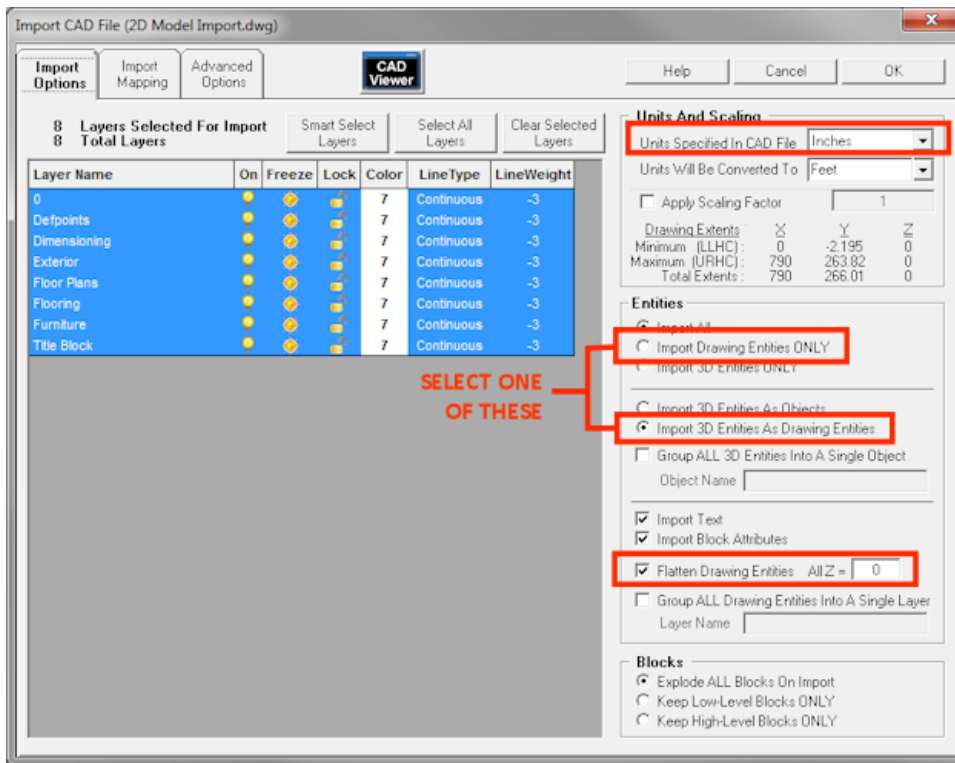 Import CAD File (2D Model Import.dwg)
Import Options
Import Mapping
Advanced Options
CAD Viewer
Help
Cancel
OK
8 Layers Selected For Import
8 Total Layers
Smart Select Layers
Select All Layers
Clear Selected Layers
Layer Name On Freeze Lock Color LineType LineWeight
0 7 Continuous -3
Defpoints 7 Continuous -3
Dimensioning 7 Continuous -3
Exterior 7 Continuous -3
Floor Plans 7 Continuous -3
Flooring 7 Continuous -3
Furniture 7 Continuous -3
Title Block 7 Continuous -3
SELECT ONE
OF THESE
Units And Scaling
Units Specified In CAD File Inches
Units Will Be Converted To Feet
Apply Scaling Factor 1
Drawing Extents X Y Z
Minimum (LLHC) : 0 -2.195 0
Maximum (URHC) : 790 263.82 0
Total Extents : 790 266.01 0
Entities
Import All
Import Drawing Entities ONLY
Import 3D Entities ONLY
Import 3D Entities As Objects
Import 3D Entities As Drawing Entities
Group ALL 3D Entities Into A Single Object
Object Name
Import Text
Import Block Attributes
Flatten Drawing Entities All Z = 0
Group ALL Drawing Entities Into A Single Layer
Layer Name
Blocks
Explode ALL Blocks On Import
Keep Low-Level Blocks ONLY
Keep High-Level Blocks ONLY